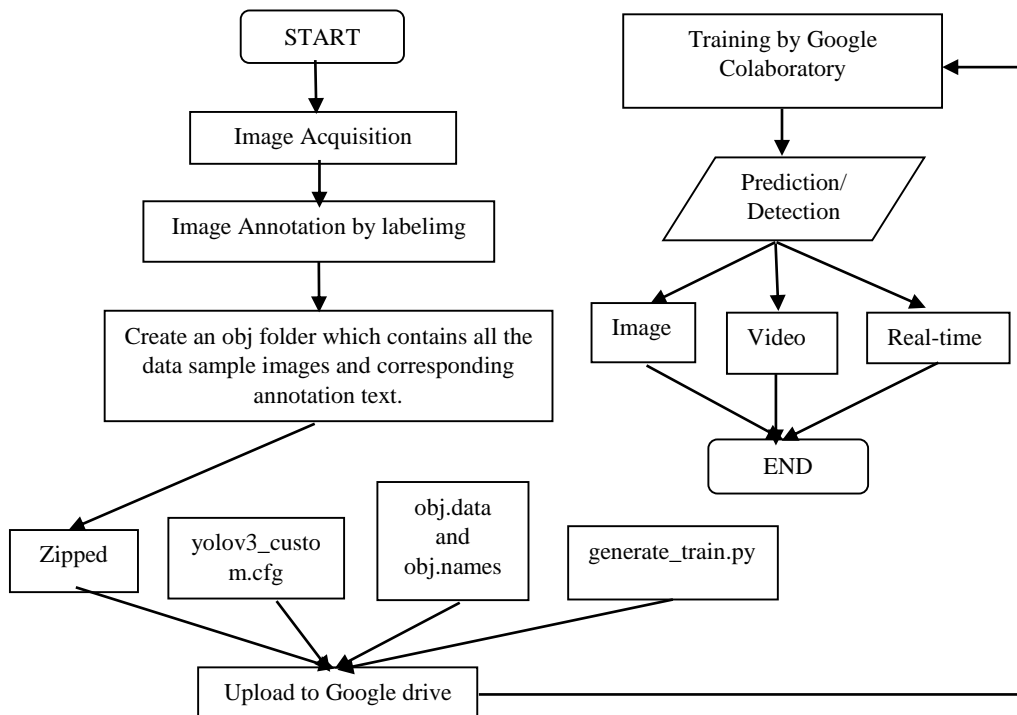 START
Image Acquisition
Image Annotation by labelimg
Create an obj folder which contains all the
data sample images and corresponding
annotation text.
Zipped
yolov3_custo
m.cfg
obj.data
and
obj.names
generate_train.py
Upload to Google drive
Training by Google
Colaboratory
Prediction/
Detection
Image
Video
Real-time
END